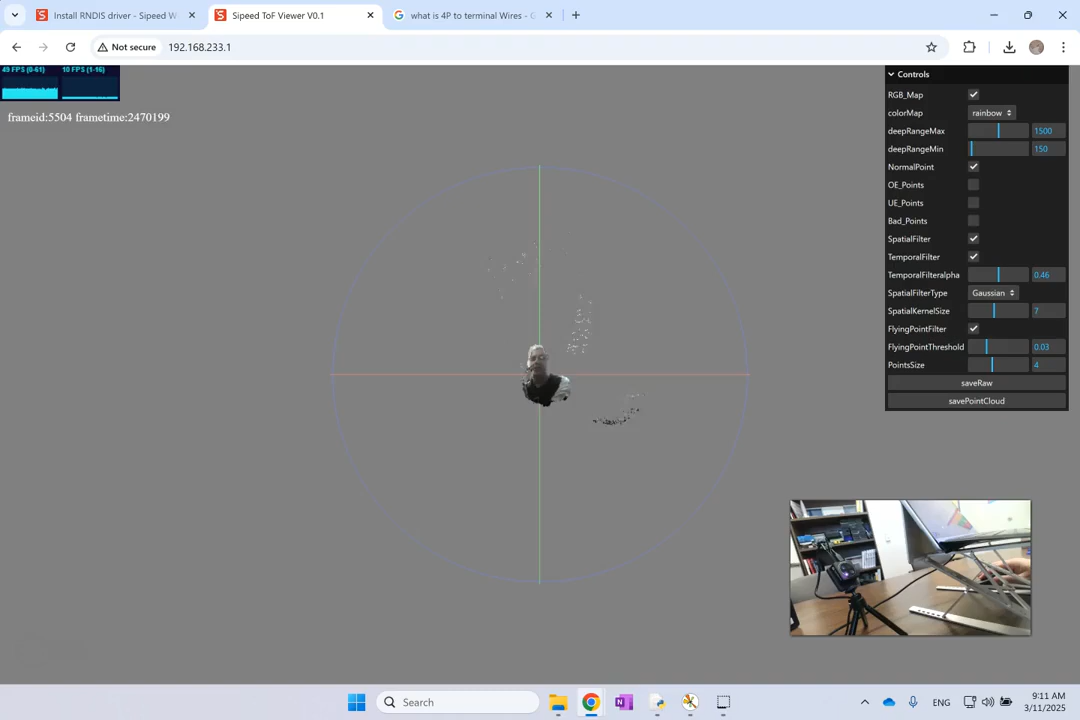 Install RNDIS driver - Sipeed W
Sipeed ToF Viewer V0.1
what is 4P to terminal Wires - G
Not secure
192.168.233.1
49 FPS (0-61)
10 FPS (1-16)
frameid:5504 frametime:2470199
Controls
RGB_Map
colorMap
rainbow
deepRangeMax
1500
deepRangeMin
150
NormalPoint
OE_Points
UE_Points
Bad_Points
SpatialFilter
TemporalFilter
TemporalFilteralpha
0.46
SpatialFilterType
Gaussian
SpatialKernelSize
7
FlyingPointFilter
FlyingPointThreshold
0.03
PointsSize
4
saveRaw
savePointCloud
Search
ENG
9:11 AM
3/11/2025